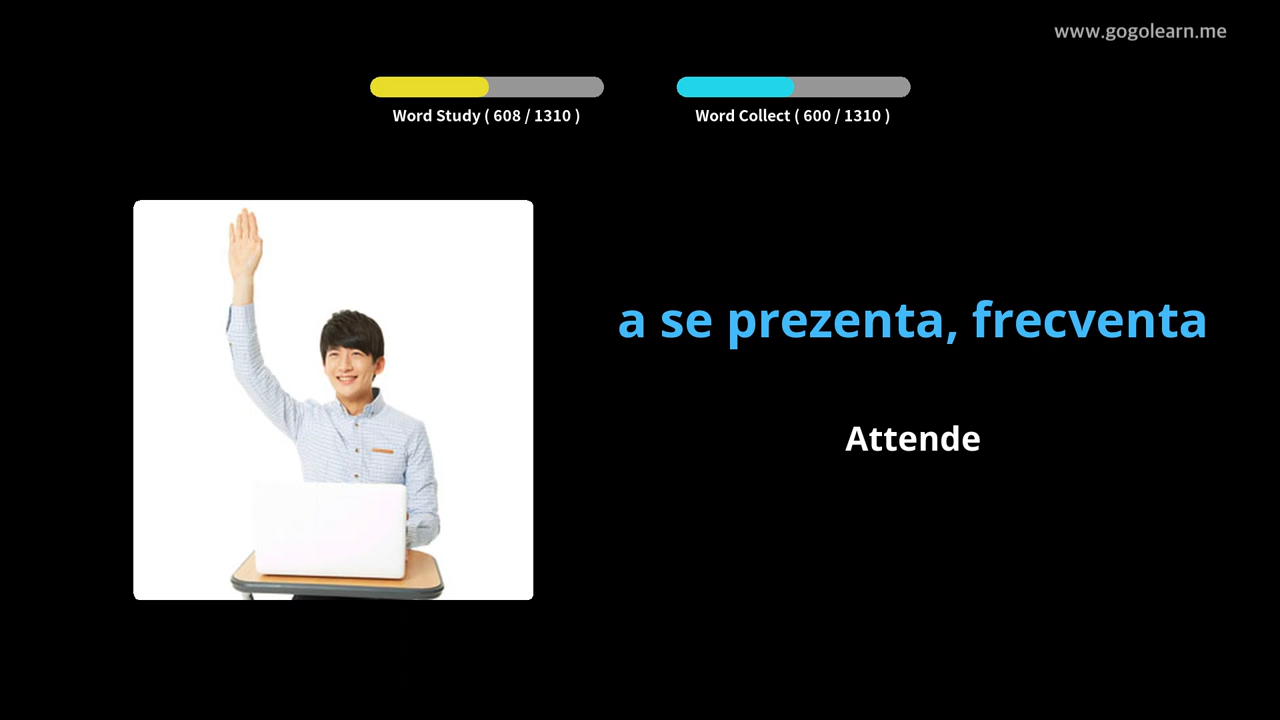 www.gogolearn.me
Word Study ( 608 / 1310 )
Word Collect ( 600 / 1310 )
a se prezenta, frecventa
Attende